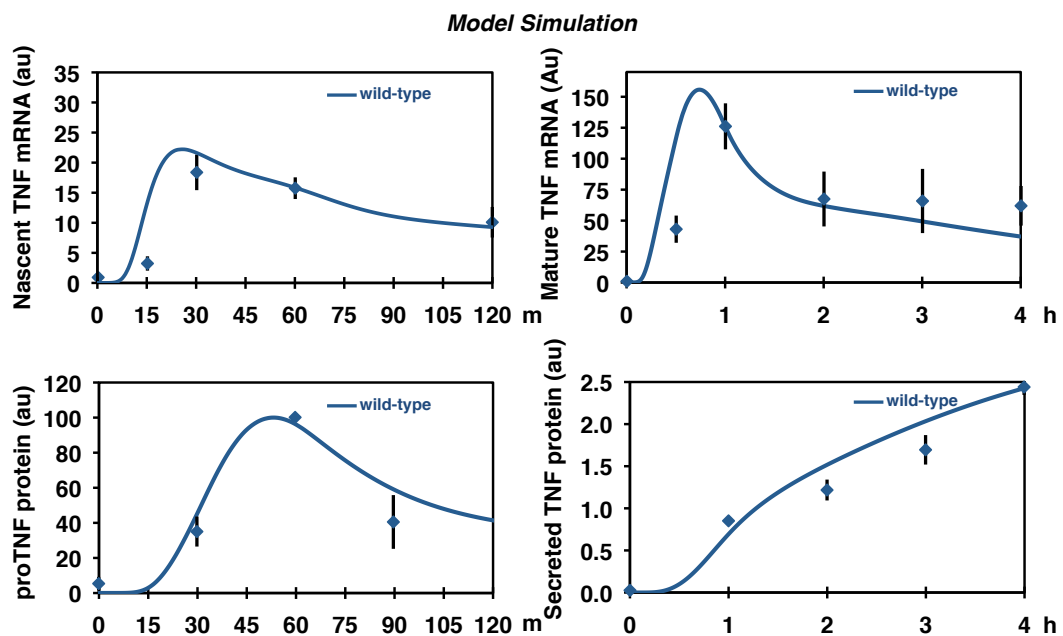 Model Simulation
Nascent TNF mRNA (au)
35
30
25
20
15
10
5
0
wild-type
0 15 30 45 60 75 90 105 120 m
Mature TNF mRNA (Au)
150
125
100
75
50
25
0
wild-type
0 1 2 3 4 h
proTNF protein (au)
120
100
80
60
40
20
0
wild-type
0 15 30 45 60 75 90 105 120 m
Secreted TNF protein (au)
2.5
2.0
1.5
1.0
0.5
0.0
wild-type
0 1 2 3 4 h